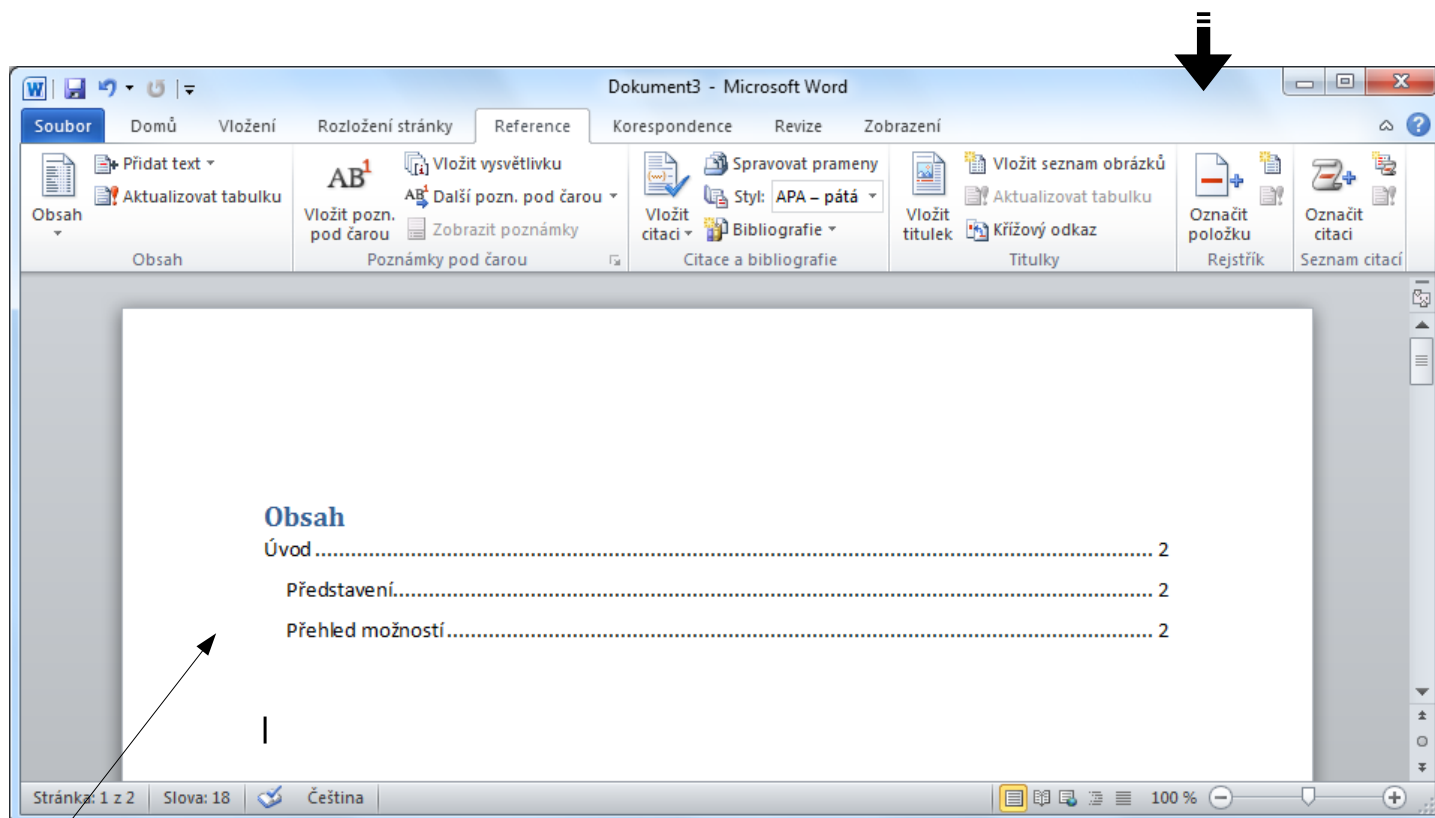 Dokument3 - Microsoft Word
Soubor Domů Vložení Rozložení stránky Reference Korespondence Revize Zobrazení
Obsah
Přidat text
Aktualizovat tabulku
Obsah
AB1
Vložit pozn.
pod čarou
Vložit vysvětlivku
AB1 Další pozn. pod čarou
Zobrazit poznámky
Poznámky pod čarou
Vložit
citaci
Spravovat prameny
Styl: APA – pátá
Bibliografie
Citace a bibliografie
Vložit
titulek
Vložit seznam obrázků
Aktualizovat tabulku
Křížový odkaz
Titulky
Označit
položku
Rejstřík
Označit
citaci
Seznam citací
Obsah
Úvod ........................................................................ 2
Představení........................................................................ 2
Přehled možností ........................................................................ 2
Stránka: 1 z 2 Slova: 18 Čeština 100 %